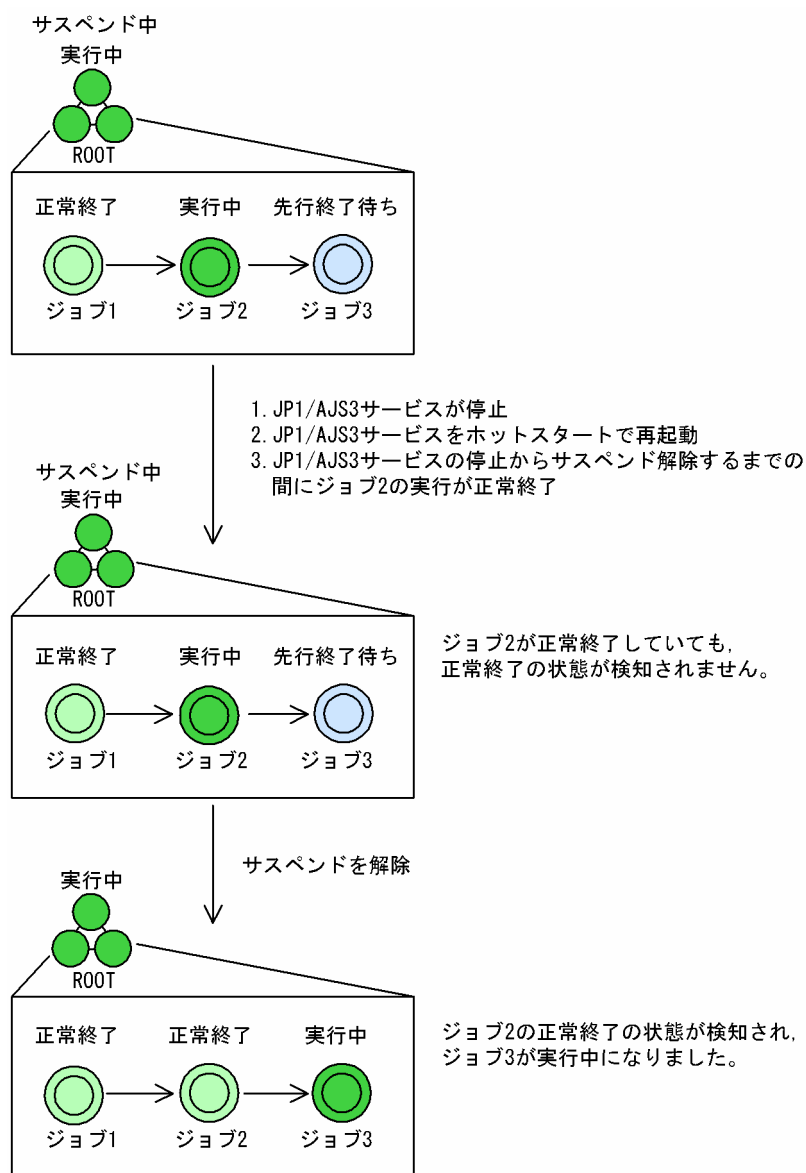 サスペンド中
実行中
ROOT
正常終了 実行中 先行終了待ち
ジョブ1 ジョブ2 ジョブ3
1. JP1/AJS3サービスが停止
2. JP1/AJS3サービスをホットスタートで再起動
3. JP1/AJS3サービスの停止からサスペンド解除するまでの
間にジョブ2の実行が正常終了
サスペンド中
実行中
ROOT
正常終了 実行中 先行終了待ち
ジョブ1 ジョブ2 ジョブ3
ジョブ2が正常終了していても,
正常終了の状態が検知されません。
サスペンドを解除
実行中
ROOT
正常終了 正常終了 実行中
ジョブ1 ジョブ2 ジョブ3
ジョブ2の正常終了の状態が検知され,
ジョブ3が実行中になりました。